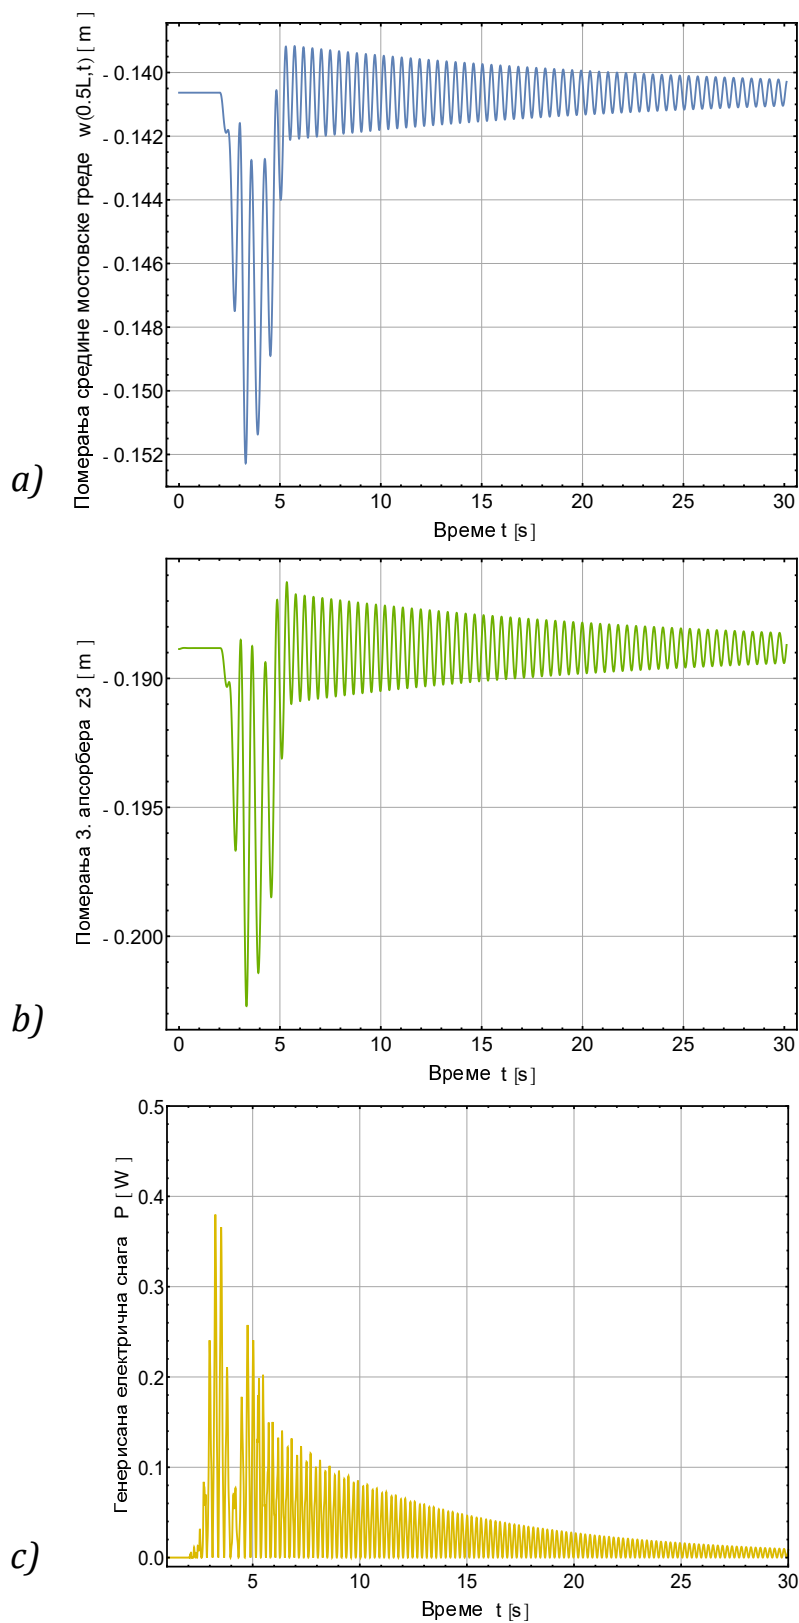 Померања средине мостовске греде w(0.5L,t) [ m ]
- 0.140
- 0.142
- 0.144
- 0.146
- 0.148
- 0.150
- 0.152
0 5 10 15 20 25 30
Време t [s]
a)
Померања 3. апсорбера z3 [ m ]
- 0.190
- 0.195
- 0.200
0 5 10 15 20 25 30
Време t [s]
b)
Генерисана електрична снага P [ W ]
0.5
0.4
0.3
0.2
0.1
0.0
5 10 15 20 25 30
Време t [s]
c)